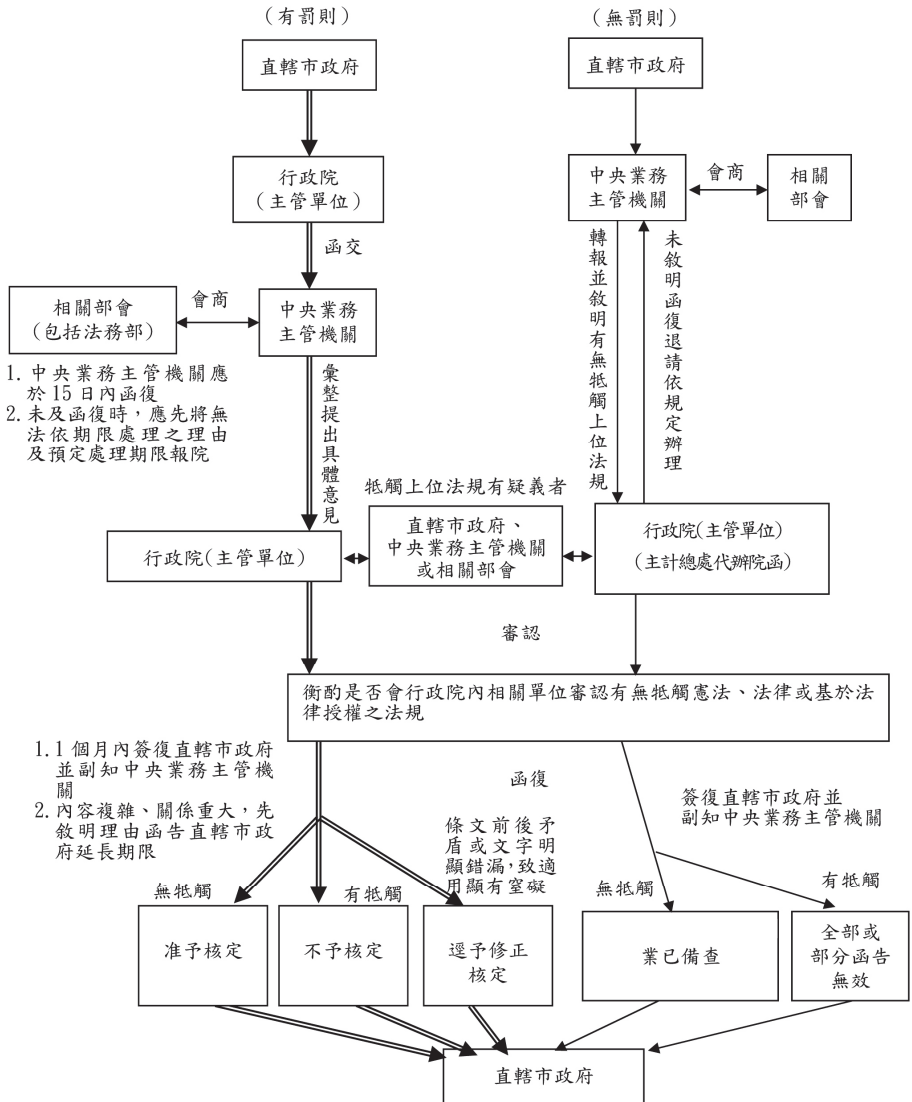 （有罰則）
（無罰則）
直轄市政府
直轄市政府
行政院
（主管單位）
中央業務
主管機關
會商
相關
部會
函交
相關部會
（包括法務部）
會商
中央業務
主管機關
1. 中央業務主管機關應
於 15 日內函復
2. 未及函復時，應先將無
法依期限處理之理由
及預定處理期限報院
彙整提出具體意見
轉報並敘明有無牴觸上位法規
未敘明函復退請依規定辦理
牴觸上位法規有疑義者
行政院(主管單位)
直轄市政府、
中央業務主管機關
或相關部會
行政院(主管單位)
(主計總處代辦院函)
審認
衡酌是否會行政院內相關單位審認有無牴觸憲法、法律或基於法
律授權之法規
1. 1 個月內簽復直轄市政府
並副知中央業務主管機
關
2. 內容複雜、關係重大，先
敘明理由函告直轄市政
府延長期限
函復
條文前後矛
盾或文字明
顯錯漏，致適
用顯有窒礙
簽復直轄市政府並
副知中央業務主管機關
無牴觸
有牴觸
無牴觸
有牴觸
准予核定
不予核定
逕予修正
核定
業已備查
全部或
部分函告
無效
直轄市政府